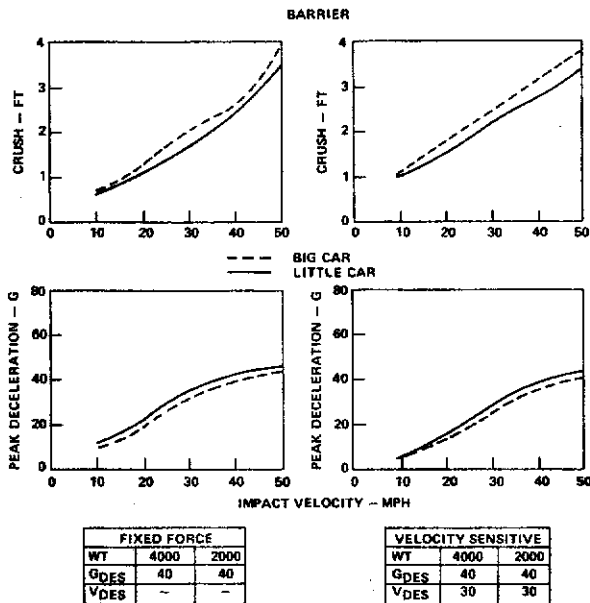 BARRIER
CRUSH – FT
4
3
2
1
0
0 10 20 30 40 50
CRUSH – FT
4
3
2
1
0
0 10 20 30 40 50
BIG CAR
LITTLE CAR
PEAK DECELERATION – G
80
60
40
20
0
0 10 20 30 40 50
PEAK DECELERATION – G
80
60
40
20
0
0 10 20 30 40 50
IMPACT VELOCITY – MPH
FIXED FORCE
WT 4000 2000
GDES 40 40
VDES ~ ~
VELOCITY SENSITIVE
WT 4000 2000
GDES 40 40
VDES 30 30